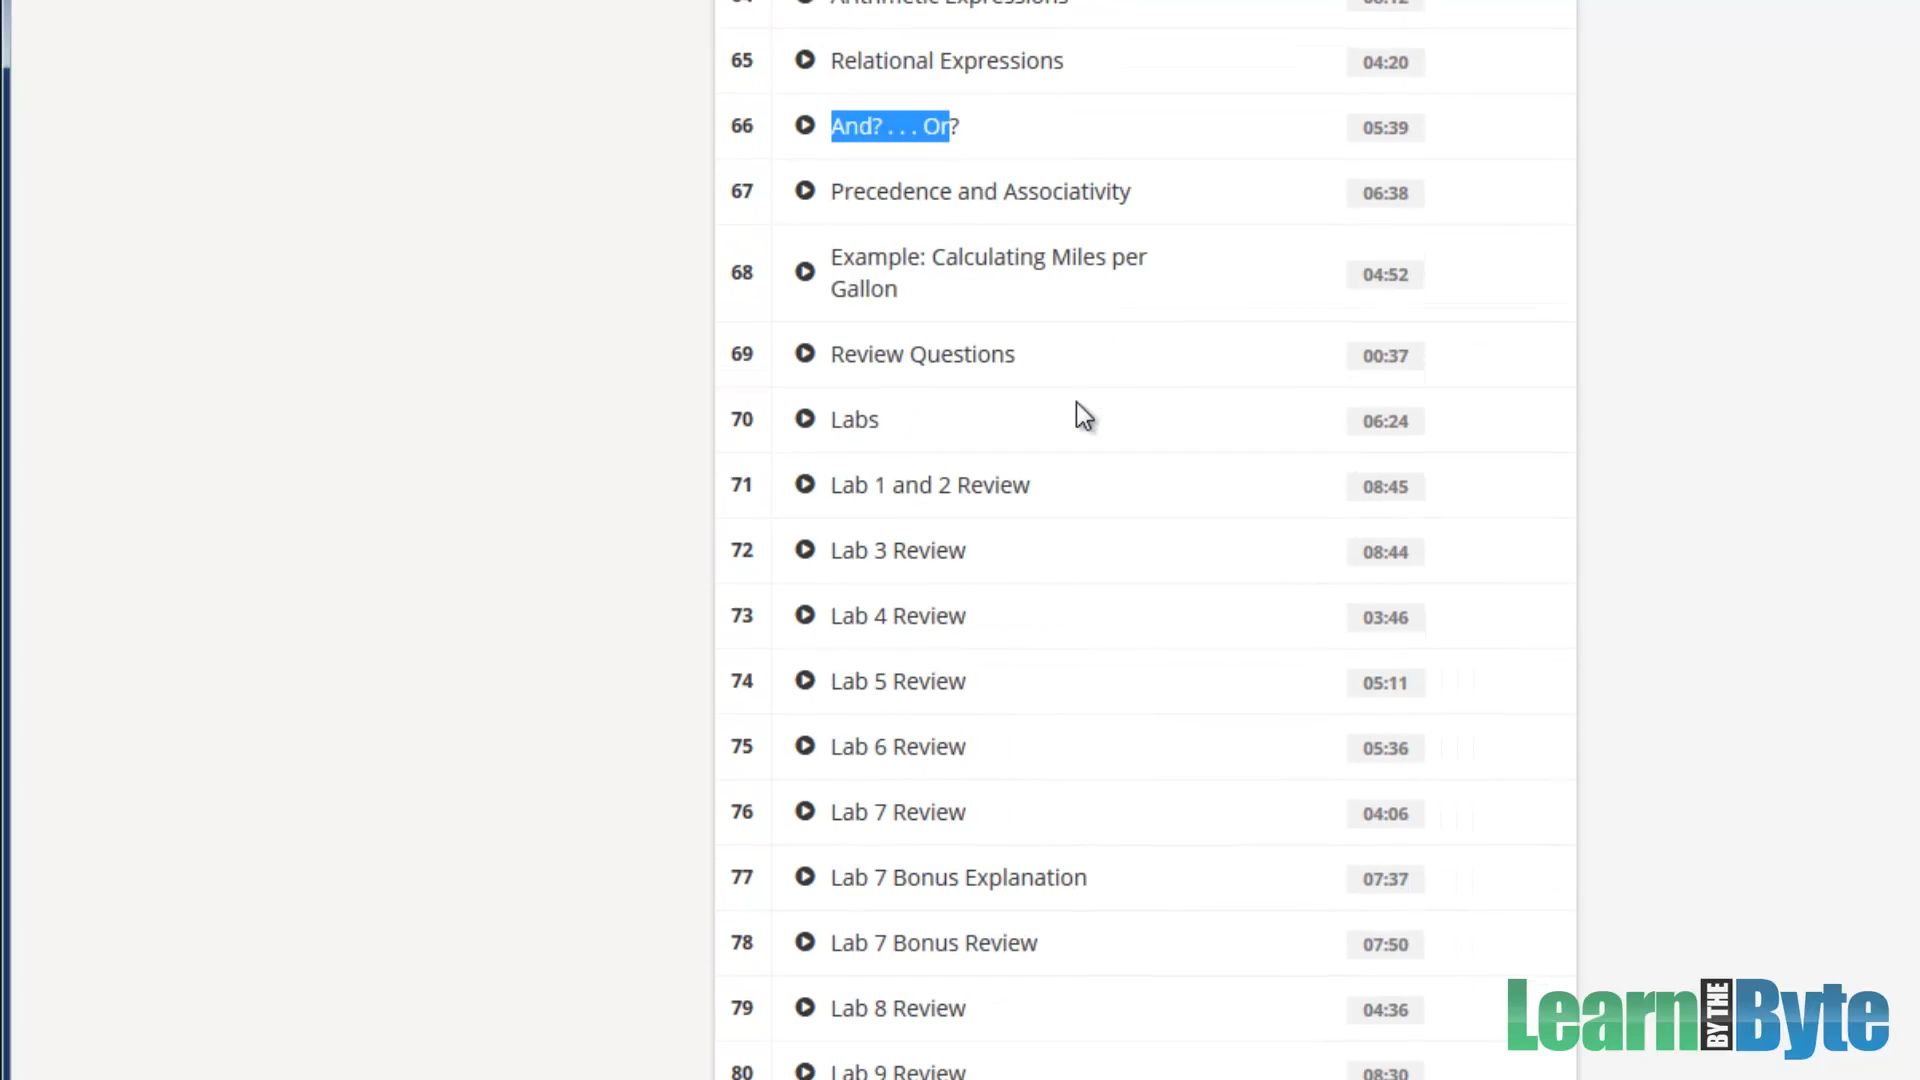 64 Arithmetic Expressions 08:12
65 Relational Expressions 04:20
66 And? . . . Or? 05:39
67 Precedence and Associativity 06:38
68 Example: Calculating Miles per
Gallon 04:52
69 Review Questions 00:37
70 Labs 06:24
71 Lab 1 and 2 Review 08:45
72 Lab 3 Review 08:44
73 Lab 4 Review 03:46
74 Lab 5 Review 05:11
75 Lab 6 Review 05:36
76 Lab 7 Review 04:06
77 Lab 7 Bonus Explanation 07:37
78 Lab 7 Bonus Review 07:50
79 Lab 8 Review 04:36
80 Lab 9 Review 08:30
Learn BY THE Byte